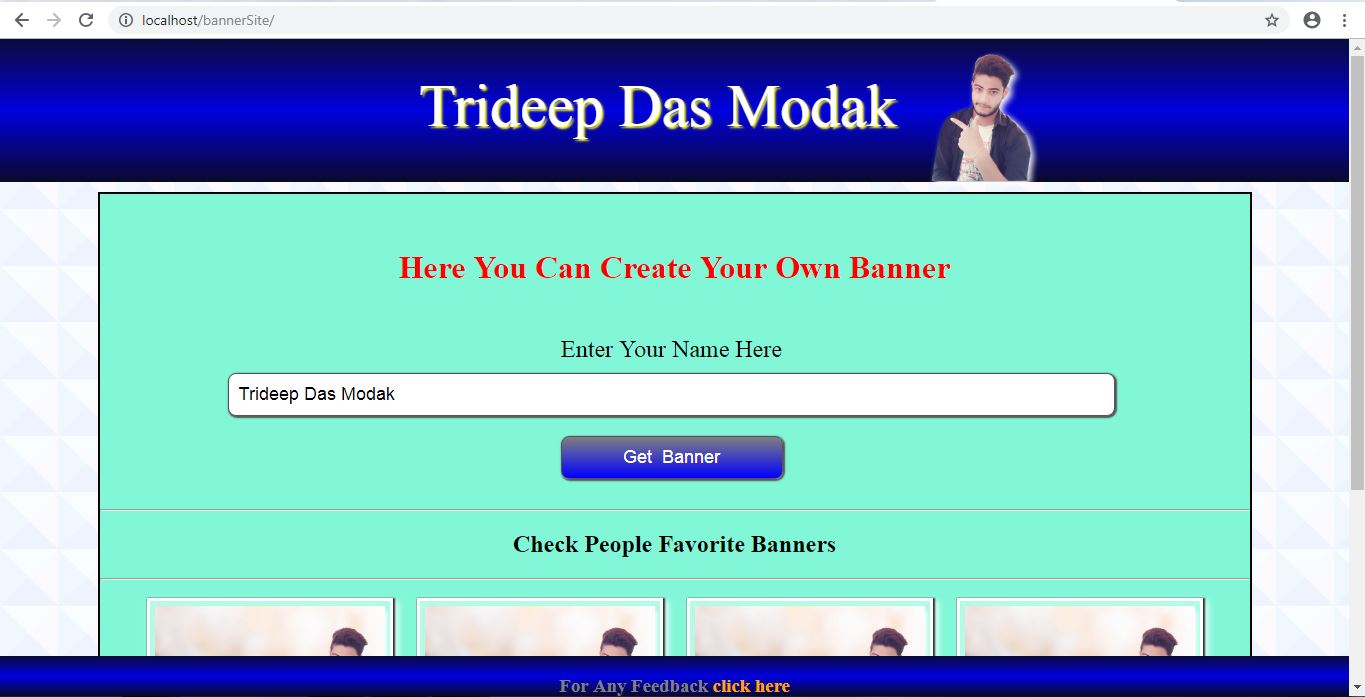 localhost/bannerSite/
Trideep Das Modak
Here You Can Create Your Own Banner
Enter Your Name Here
Trideep Das Modak
Get Banner
Check People Favorite Banners
For Any Feedback click here